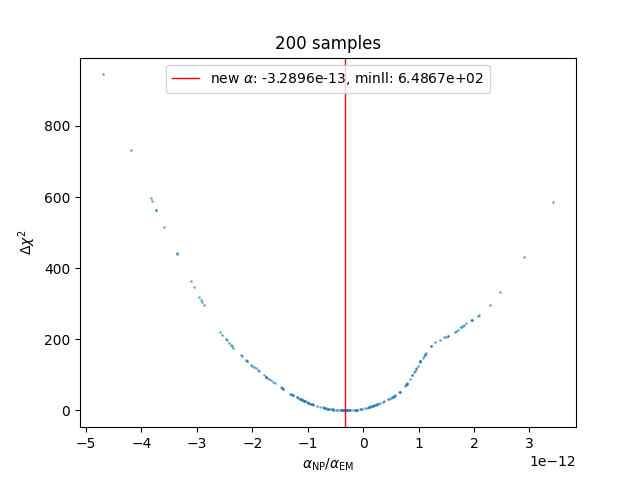 200 samples
new α: -3.2896e-13, minll: 6.4867e+02
Δχ²
800
600
400
200
0
−5 −4 −3 −2 −1 0 1 2 3
1e−12
α_NP/α_EM